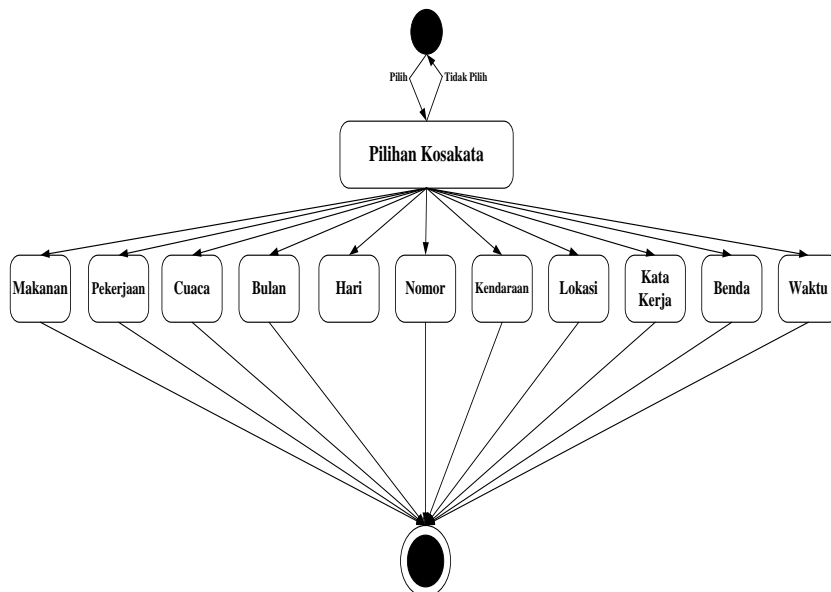 Pilih
Tidak Pilih
Pilihan Kosakata
Makanan
Pekerjaan
Cuaca
Bulan
Hari
Nomor
Kendaraan
Lokasi
Kata
Kerja
Benda
Waktu